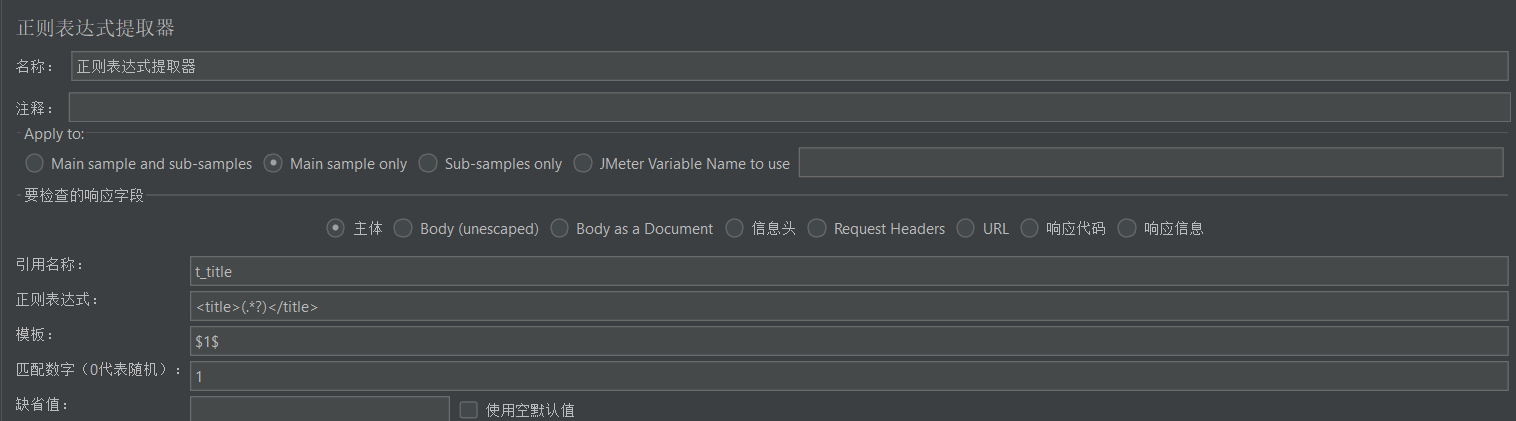 正则表达式提取器
名称： 正则表达式提取器
注释：
Apply to:
Main sample and sub-samples Main sample only Sub-samples only JMeter Variable Name to use
要检查的响应字段
主体 Body (unescaped) Body as a Document 信息头 Request Headers URL 响应代码 响应信息
引用名称： t_title
正则表达式： <title>(.*?)</title>
模板： $1$
匹配数字（0代表随机）： 1
缺省值： 使用空默认值